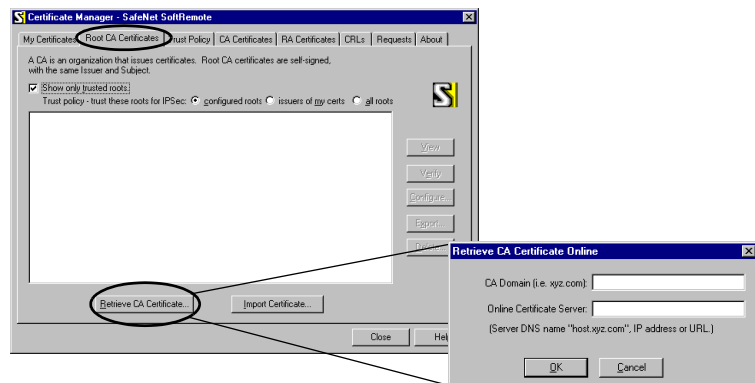 Certificate Manager - SafeNet SoftRemote
My Certificates Root CA Certificates Trust Policy CA Certificates RA Certificates CRLs Requests About
A CA is an organization that issues certificates. Root CA certificates are self-signed,
with the same Issuer and Subject.
Show only trusted roots.
Trust policy - trust these roots for IPSec: configured roots issuers of my certs all roots
View
Verify
Configure...
Export...
Delete...
Retrieve CA Certificate... Import Certificate...
Close
Retrieve CA Certificate Online
CA Domain (i.e. xyz.com):
Online Certificate Server:
(Server DNS name "host.xyz.com", IP address or URL.)
OK Cancel